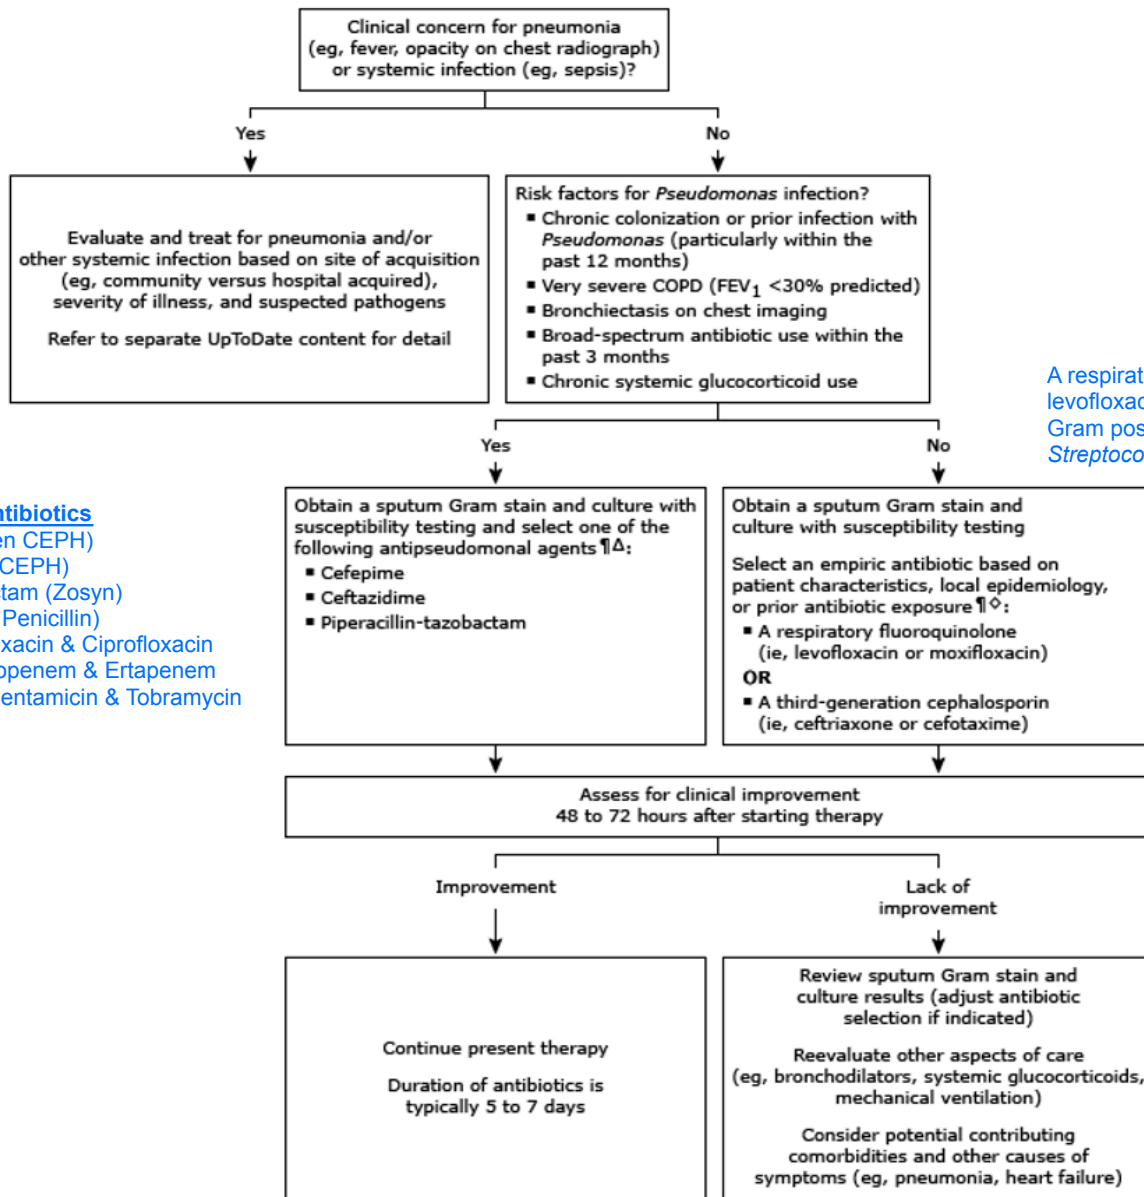 Clinical concern for pneumonia
(eg, fever, opacity on chest radiograph)
or systemic infection (eg, sepsis)?
Yes
No
Evaluate and treat for pneumonia and/or
other systemic infection based on site of acquisition
(eg, community versus hospital acquired),
severity of illness, and suspected pathogens
Refer to separate UpToDate content for detail
Risk factors for Pseudomonas infection?
▪ Chronic colonization or prior infection with
Pseudomonas (particularly within the
past 12 months)
▪ Very severe COPD (FEV₁ <30% predicted)
▪ Bronchiectasis on chest imaging
▪ Broad-spectrum antibiotic use within the
past 3 months
▪ Chronic systemic glucocorticoid use
A
Gram
Yes
No
CEPH)
CEPH)
(Zosyn)
Penicillin)
& Ciprofloxacin
& Ertapenem
& Tobramycin
Obtain a sputum Gram stain and culture with
susceptibility testing and select one of the
following antipseudomonal agents ¶Δ:
▪ Cefepime
▪ Ceftazidime
▪ Piperacillin-tazobactam
Obtain a sputum Gram stain and
culture with susceptibility testing
Select an empiric antibiotic based on
patient characteristics, local epidemiology,
or prior antibiotic exposure ¶◇:
▪ A respiratory fluoroquinolone
(ie, levofloxacin or moxifloxacin)
OR
▪ A third-generation cephalosporin
(ie, ceftriaxone or cefotaxime)
Assess for clinical improvement
48 to 72 hours after starting therapy
Improvement
Lack of
improvement
Continue present therapy
Duration of antibiotics is
typically 5 to 7 days
Review sputum Gram stain and
culture results (adjust antibiotic
selection if indicated)
Reevaluate other aspects of care
(eg, bronchodilators, systemic glucocorticoids,
mechanical ventilation)
Consider potential contributing
comorbidities and other causes of
symptoms (eg, pneumonia, heart failure)